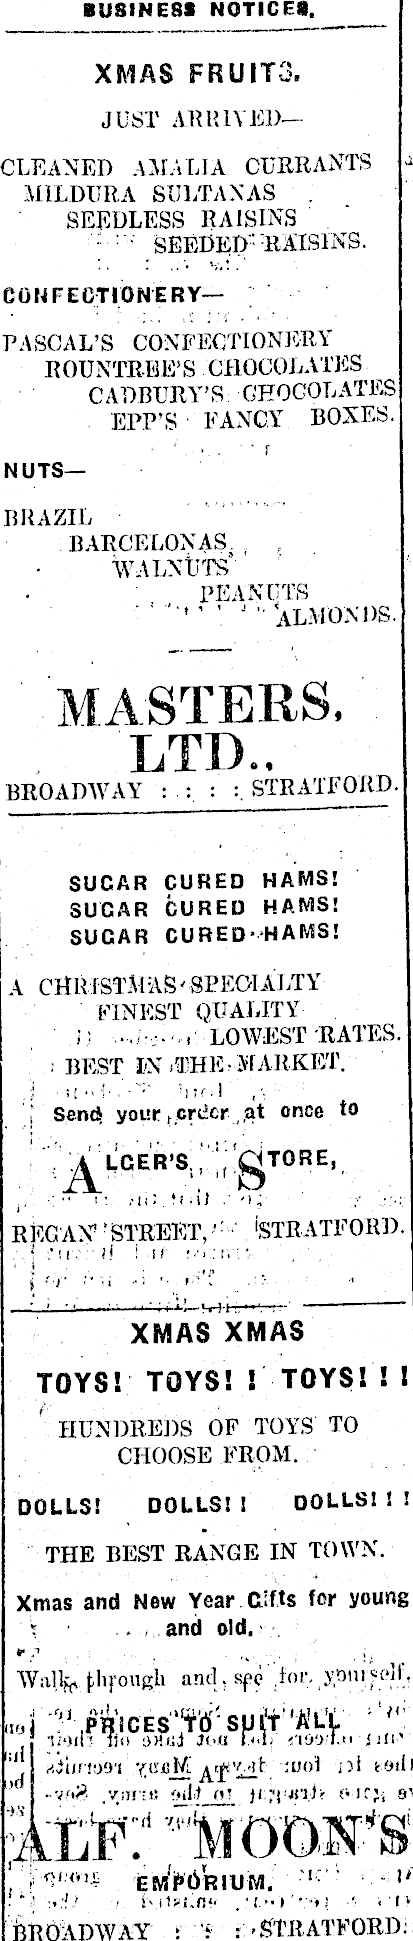 BUSINESS NOTICES.
XMAS FRUITS.
JUST ARRIVED—
CLEANED AMALIA CURRANTS
MILDURA SULTANAS
SEEDLESS RAISINS
SEEDED RAISINS.
CONFECTIONERY—
PASCAL'S CONFECTIONERY
ROUNTREE'S CHOCOLATES
CADBURY'S CHOCOLATES
EPP'S FANCY BOXES.
NUTS—
BRAZIL
BARCELONAS,
WALNUTS
PEANUTS
ALMONDS.
MASTERS,
LTD.,
BROADWAY : : : : STRATFORD.
SUGAR CURED HAMS!
SUGAR CURED HAMS!
SUGAR CURED HAMS!
A CHRISTMAS SPECIALTY
FINEST QUALITY
LOWEST RATES.
BEST IN THE MARKET.
Send your order at once to
ALGER'S STORE,
REGAN STREET, STRATFORD.
XMAS XMAS
TOYS! TOYS! ! TOYS! ! !
HUNDREDS OF TOYS TO
CHOOSE FROM.
DOLLS! DOLLS! ! DOLLS! ! !
THE BEST RANGE IN TOWN.
Xmas and New Year Gifts for young
and old.
Walk through and see for yourself.
PRICES TO SUIT ALL
AT
ALF. MOON'S
EMPORIUM.
BROADWAY : : : STRATFORD.